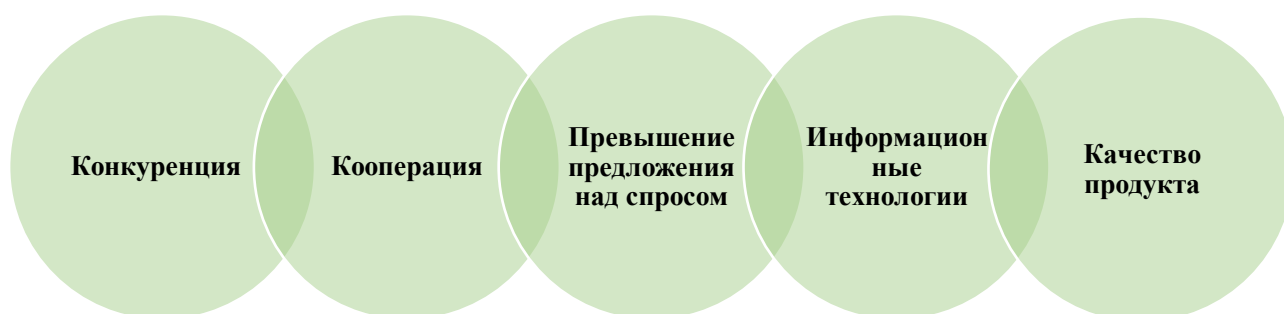 Конкуренция
Кооперация
Превышение
предложения
над спросом
Информацион
ные
технологии
Качество
продукта